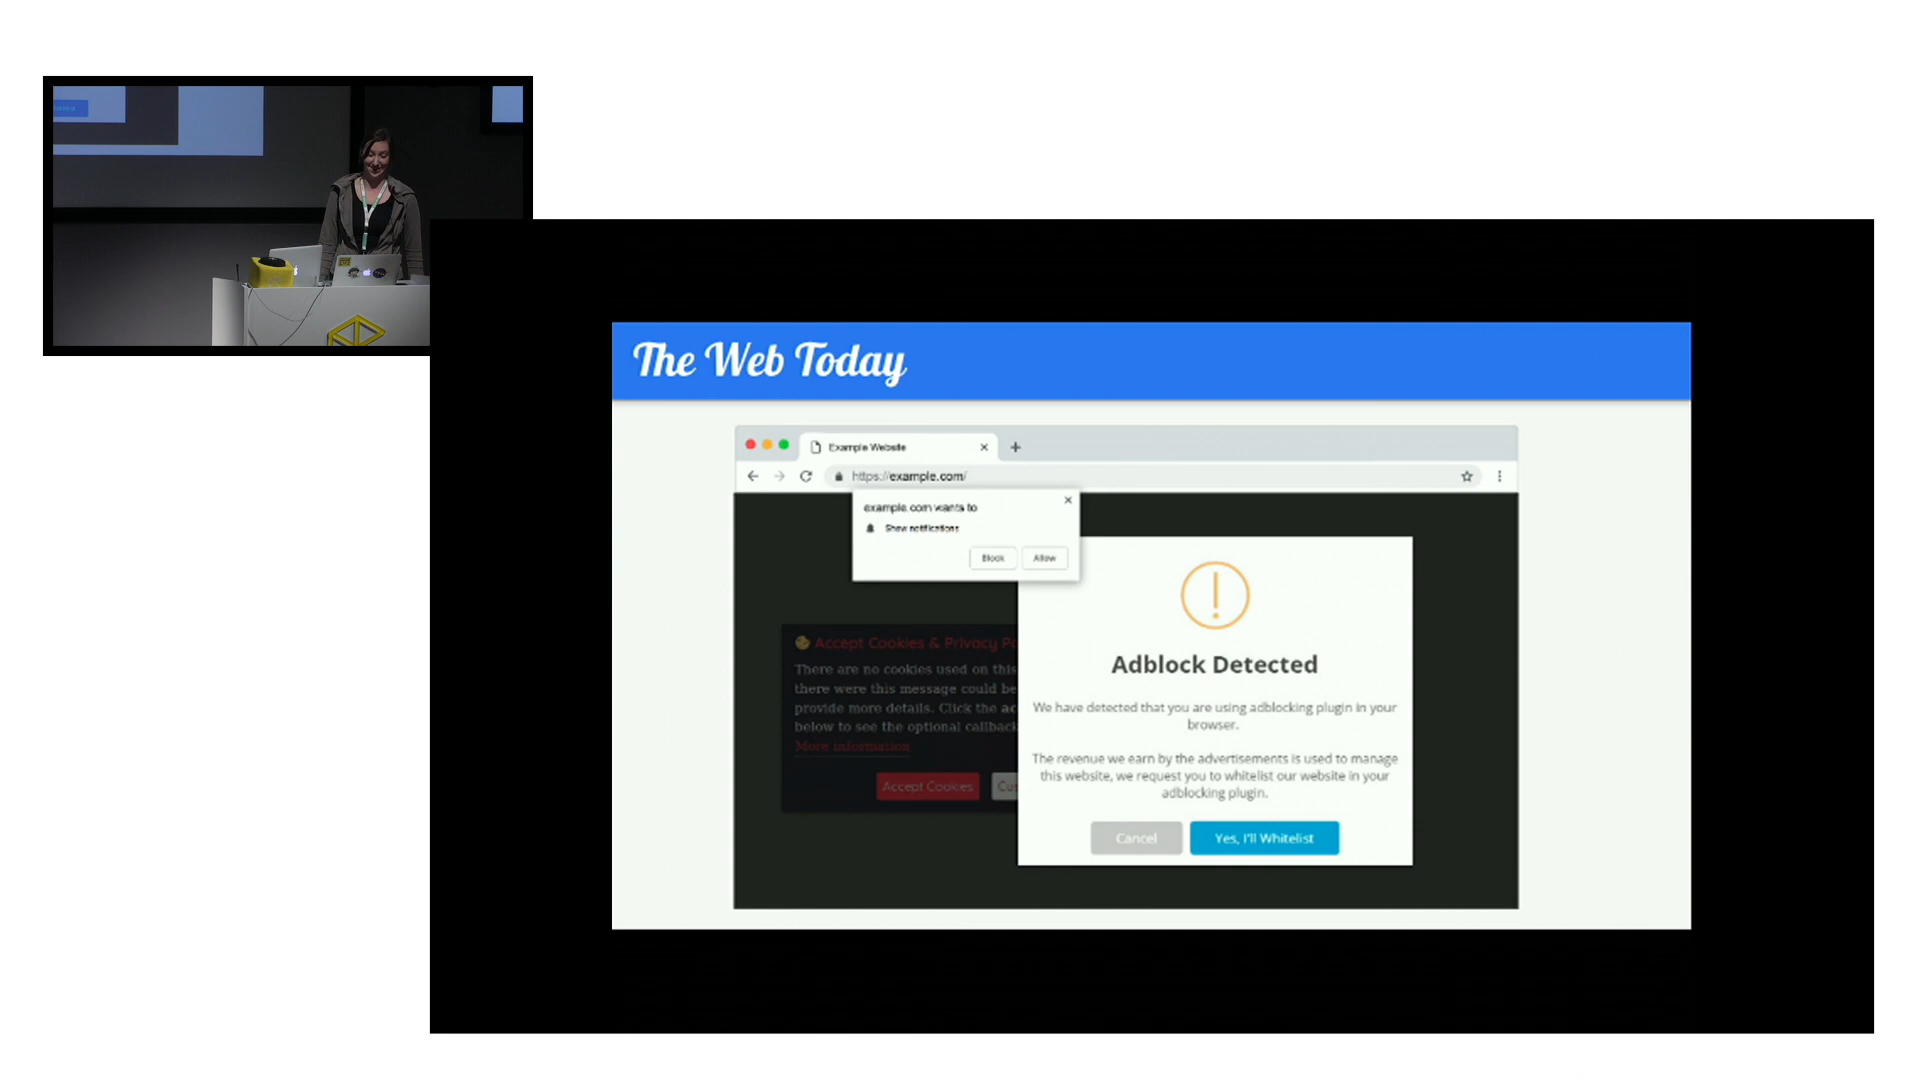 The Web Today
Example Website
https://example.com/
example.com wants to
Show notifications
Block Allow
Accept Cookies & Privacy Po
There are no cookies used on this
there were this message could be
provide more details. Click the ac
below to see the optional callback
More information
Accept Cookies Cus
Adblock Detected
We have detected that you are using adblocking plugin in your
browser.
The revenue we earn by the advertisements is used to manage
this website, we request you to whitelist our website in your
adblocking plugin.
Cancel Yes, I'll Whitelist